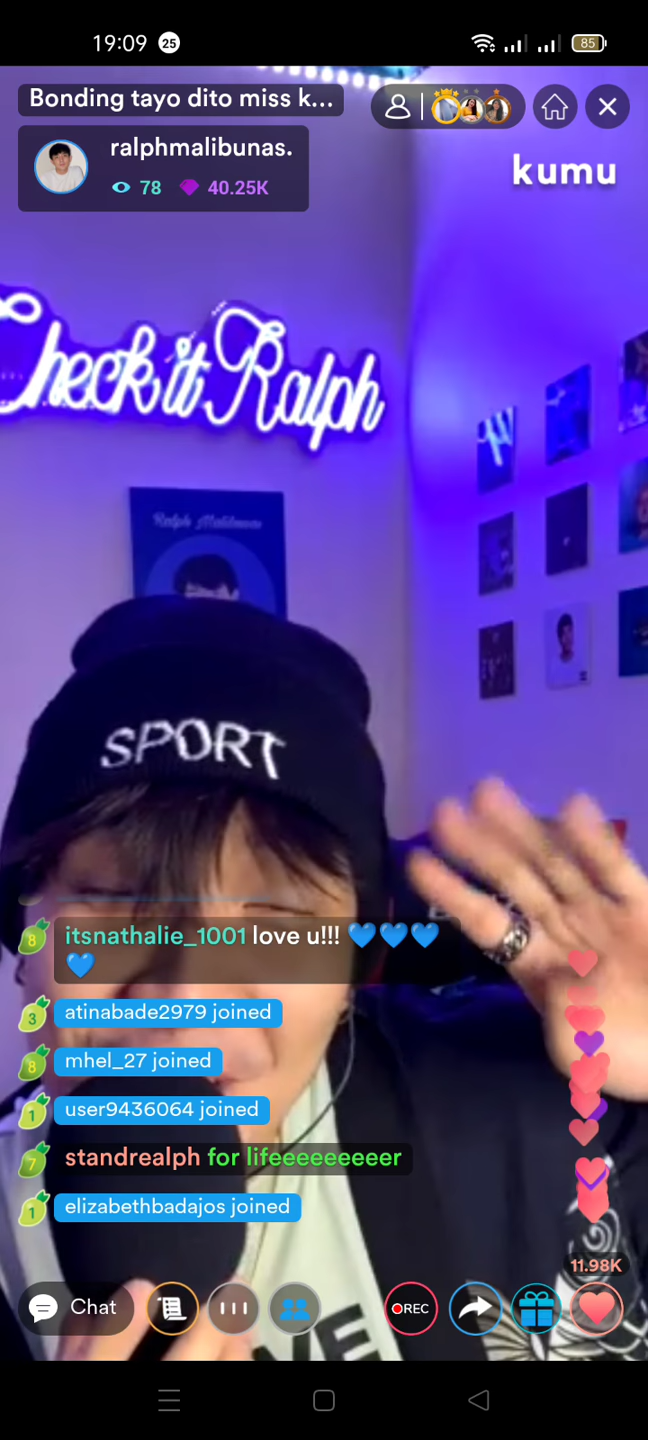 19:09 25
85
Bonding tayo dito miss k...
ralphmalibunas.
78 40.25K
kumu
Check it Ralph
Ralph Malibunas
SPORT
8 itsnathalie_1001 love u!!! 💙💙💙
💙
3 atinabade2979 joined
8 mhel_27 joined
1 user9436064 joined
7 standrealph for lifeeeeeeeeer
1 elizabethbadajos joined
11.98K
Chat
REC